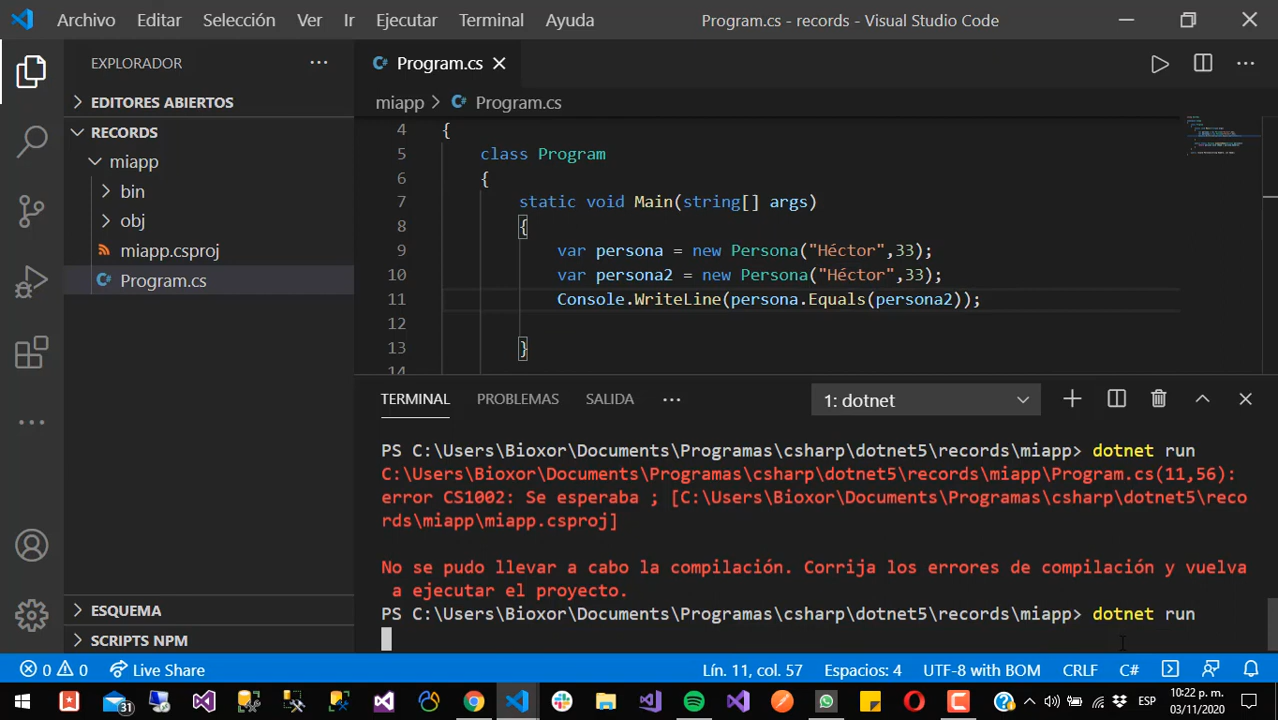 Archivo Editar Selección Ver Ir Ejecutar Terminal Ayuda Program.cs - records - Visual Studio Code
EXPLORADOR
EDITORES ABIERTOS
RECORDS
miapp
bin
obj
miapp.csproj
Program.cs
ESQUEMA
SCRIPTS NPM
Program.cs
miapp Program.cs
4 {
5 class Program
6 {
7 static void Main(string[] args)
8 {
9 var persona = new Persona("Héctor",33);
10 var persona2 = new Persona("Héctor",33);
11 Console.WriteLine(persona.Equals(persona2));
12
13 }
14
TERMINAL PROBLEMAS SALIDA 1: dotnet
PS C:\Users\Bioxor\Documents\Programas\csharp\dotnet5\records\miapp> dotnet run
C:\Users\Bioxor\Documents\Programas\csharp\dotnet5\records\miapp\Program.cs(11,56):
error CS1002: Se esperaba ; [C:\Users\Bioxor\Documents\Programas\csharp\dotnet5\reco
rds\miapp\miapp.csproj]
No se pudo llevar a cabo la compilación. Corrija los errores de compilación y vuelva
a ejecutar el proyecto.
PS C:\Users\Bioxor\Documents\Programas\csharp\dotnet5\records\miapp> dotnet run
0 0 Live Share Lín. 11, col. 57 Espacios: 4 UTF-8 with BOM CRLF C#
31 ESP 10:22 p. m.
03/11/2020